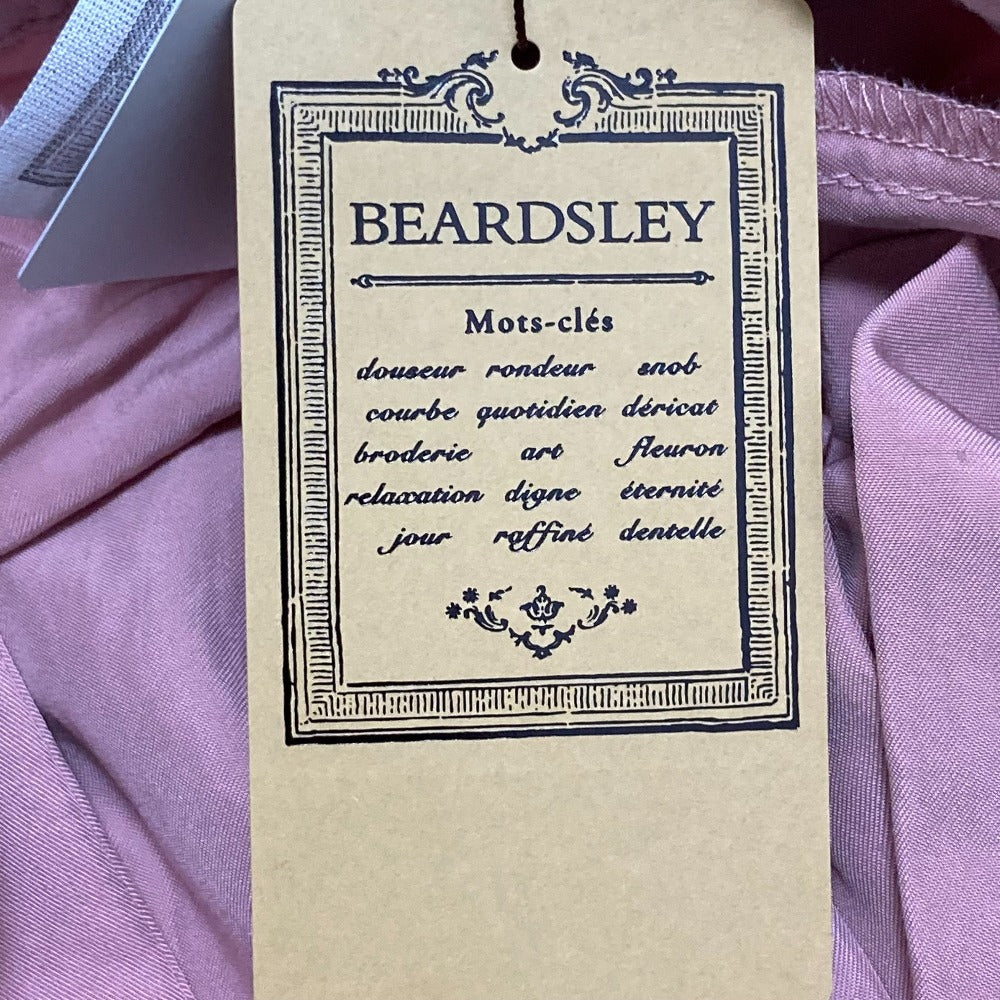 BEARDSLEY
Mots-clés
douseur rondeur snob
courbe quotidien déricat
broderie art fleuron
relaxation digne éternité
jour raffiné dentelle